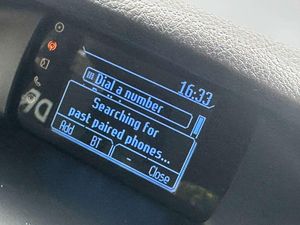 16:33
Dial a number
Searching for
past paired phones...
Add BT - Close